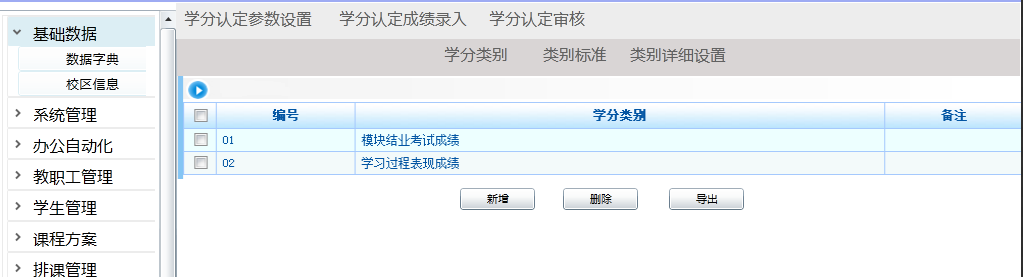 基础数据
数据字典
校区信息
系统管理
办公自动化
教职工管理
学生管理
课程方案
排课管理
学分认定参数设置 学分认定成绩录入 学分认定审核
学分类别 类别标准 类别详细设置
编号 学分类别 备注
01 模块结业考试成绩
02 学习过程表现成绩
新增 删除 导出